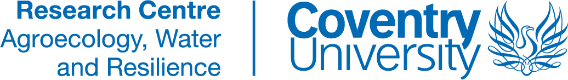 Research Centre
Agroecology, Water
and Resilience
Coventry
University